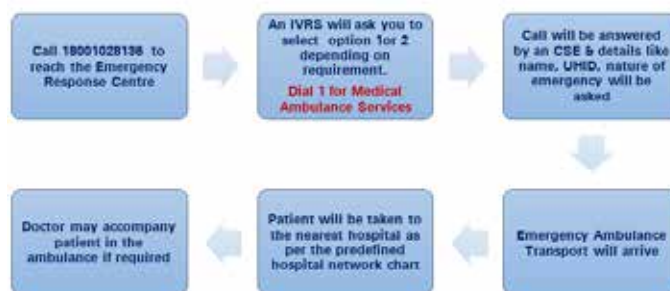 Call 18001028136 to
reach the Emergency
Response Centre
An IVRS will ask you to
select option 1or 2
depending on
requirement.
Dial 1 for Medical
Ambulance Services
Call will be answered
by an CSE & details like
name, UHID, nature of
emergency will be
asked
Emergency Ambulance
Transport will arrive
Patient will be taken to
the nearest hospital as
per the predefined
hospital network chart
Doctor may accompany
patient in the
ambulance if required